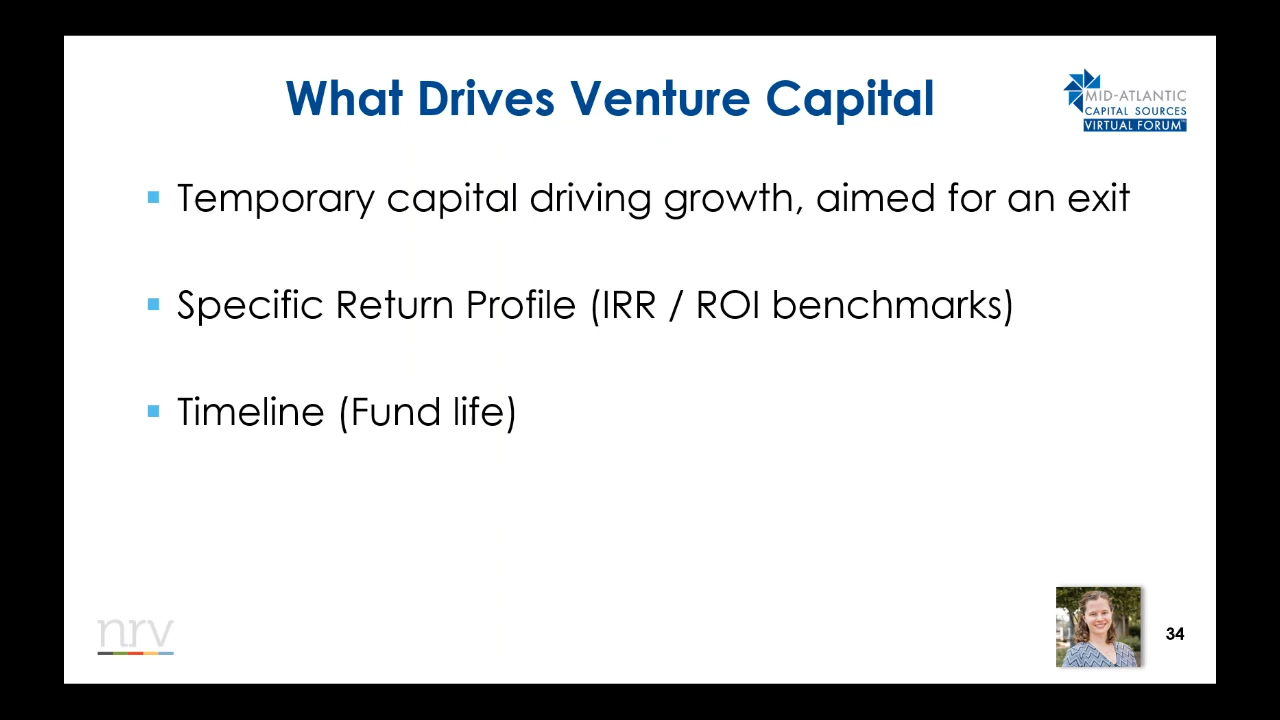 What Drives Venture Capital
MID-ATLANTIC
CAPITAL SOURCES
VIRTUAL FORUM
Temporary capital driving growth, aimed for an exit
Specific Return Profile (IRR / ROI benchmarks)
Timeline (Fund life)
nrv
34